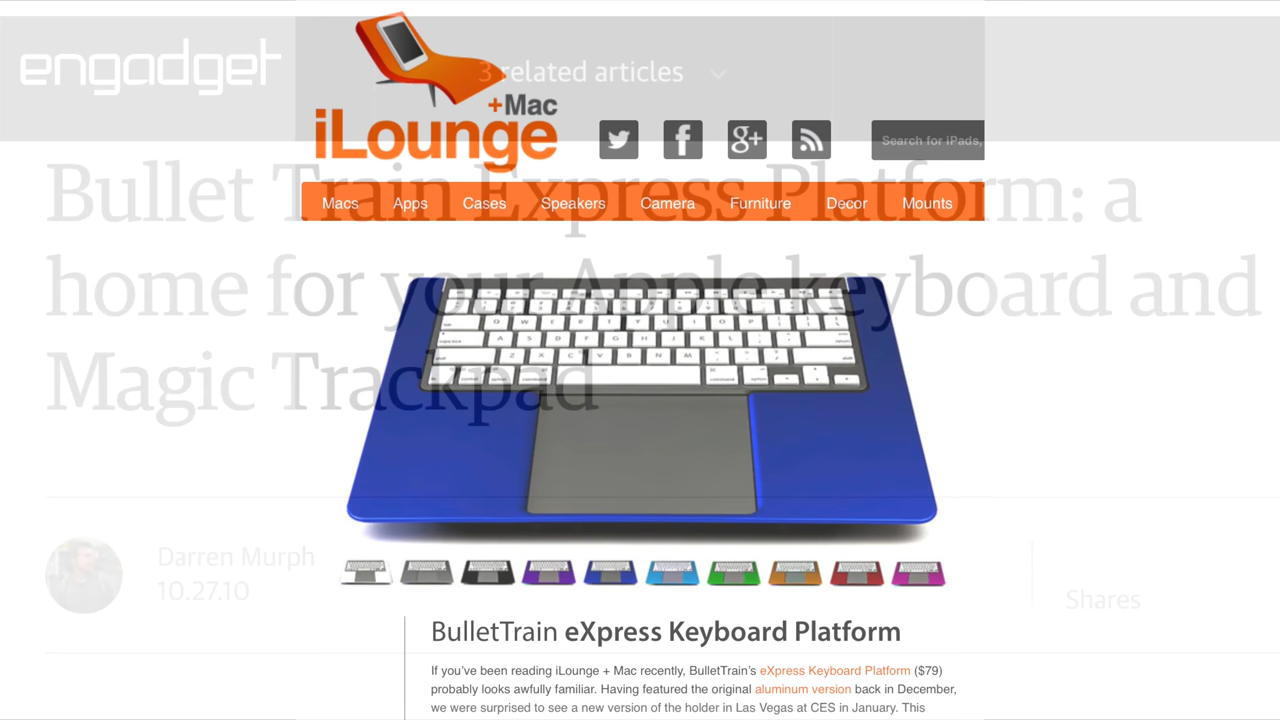 engadget
3 related articles
+Mac
iLounge
Search for iPads,
Bullet Train Express Platform: a
Macs Apps Cases Speakers Camera Furniture Decor Mounts
home for your Apple keyboard and
Magic Trackpad
Darren Murph
10.27.10
Shares
BulletTrain eXpress Keyboard Platform
If you've been reading iLounge + Mac recently, BulletTrain's eXpress Keyboard Platform ($79)
probably looks awfully familiar. Having featured the original aluminum version back in December,
we were surprised to see a new version of the holder in Las Vegas at CES in January. This